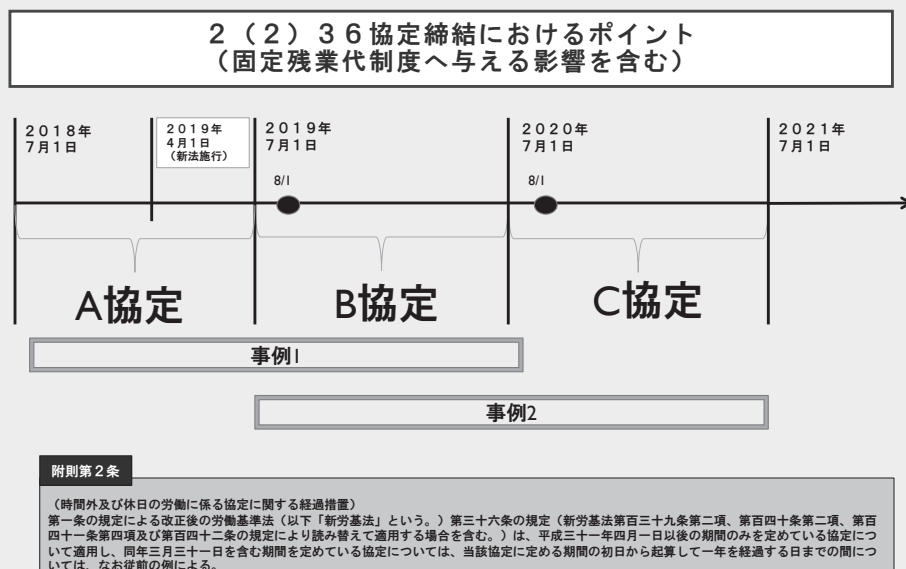 ２（２）３６協定締結におけるポイント
（固定残業代制度へ与える影響を含む）
２０１８年
７月１日
２０１９年
４月１日
（新法施行）
２０１９年
７月１日
２０２０年
７月１日
２０２１年
７月１日
8/1
8/1
A協定
B協定
C協定
事例1
事例2
附則第２条
（時間外及び休日の労働に係る協定に関する経過措置）
第一条の規定による改正後の労働基準法（以下「新労基法」という。）第三十六条の規定（新労基法第百三十九条第二項、第百四十条第二項、第百
四十一条第四項及び第百四十二条の規定により読み替えて適用する場合を含む。）は、平成三十一年四月一日以後の期間のみを定めている協定につ
いて適用し、同年三月三十一日を含む期間を定めている協定については、当該協定に定める期間の初日から起算して一年を経過する日までの間につ
いては、なお従前の例による。